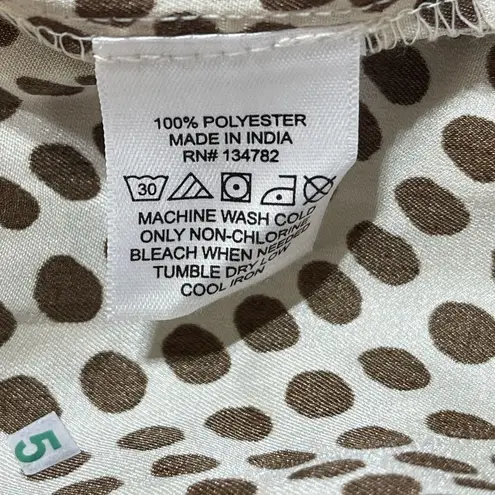 100% POLYESTER
MADE IN INDIA
RN# 134782
30
MACHINE WASH COLD
ONLY NON-CHLORINE
BLEACH WHEN NEEDED
TUMBLE DRY LOW
COOL IRON
5